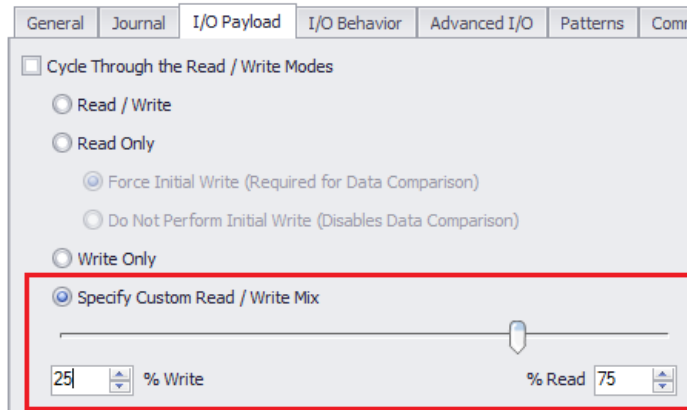 General Journal I/O Payload I/O Behavior Advanced I/O Patterns
Cycle Through the Read / Write Modes
Read / Write
Read Only
Force Initial Write (Required for Data Comparison)
Do Not Perform Initial Write (Disables Data Comparison)
Write Only
Specify Custom Read / Write Mix
25 % Write % Read 75